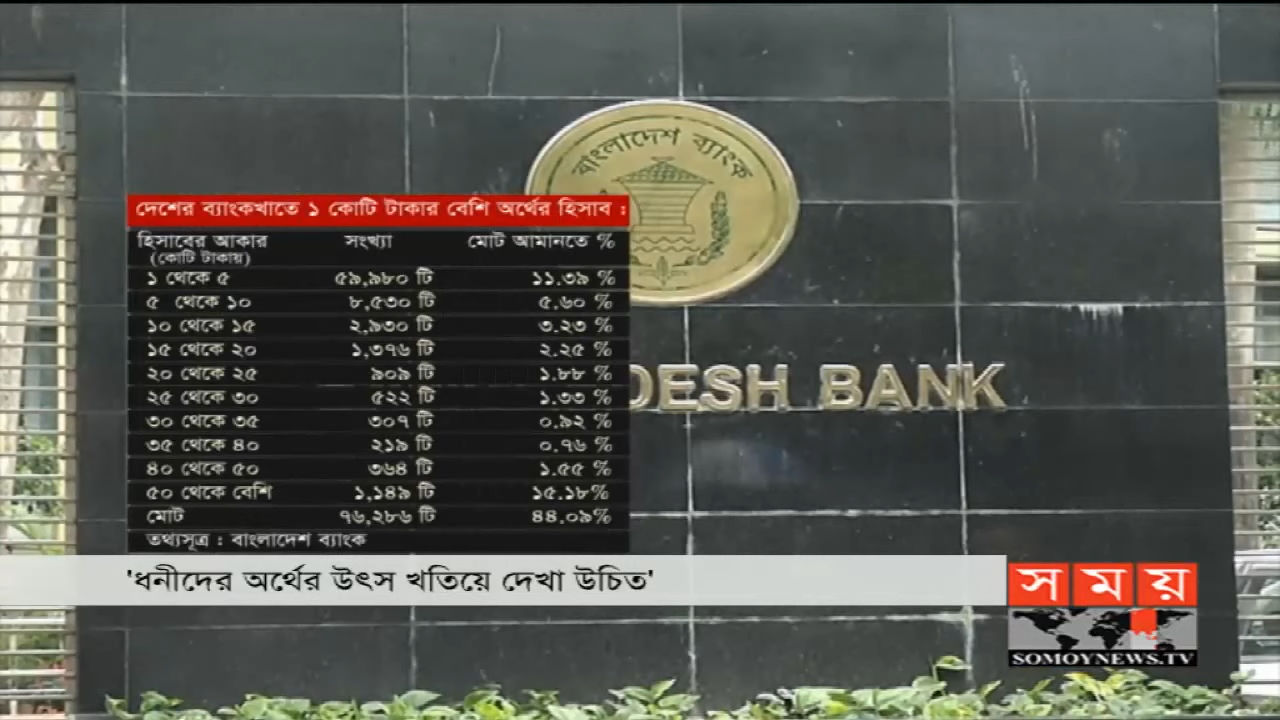 বাংলাদেশ ব্যাংক
দেশের ব্যাংকখাতে ১ কোটি টাকার বেশি অর্থের হিসাব :
হিসাবের আকার সংখ্যা মোট আমানতে %
(কোটি টাকায়)
১ থেকে ৫ ৫৯,৯৮০ টি ১১.৩৯ %
৫ থেকে ১০ ৮,৫৩০ টি ৫.৬০ %
১০ থেকে ১৫ ২,৯৩০ টি ৩.২৩ %
১৫ থেকে ২০ ১,৩৭৬ টি ২.২৫ %
২০ থেকে ২৫ ৯০৯ টি ১.৮৮ %
২৫ থেকে ৩০ ৫২২ টি ১.৩৩ %
৩০ থেকে ৩৫ ৩০৭ টি ০.৯২ %
৩৫ থেকে ৪০ ২১৯ টি ০.৭৬ %
৪০ থেকে ৫০ ৩৬৪ টি ১.৫৫ %
৫০ থেকে বেশি ১,১৪৯ টি ১৫.১৮%
মোট ৭৬,২৮৬ টি ৪৪.০৯%
তথ্যসূত্র : বাংলাদেশ ব্যাংক
DESH BANK
'ধনীদের অর্থের উৎস খতিয়ে দেখা উচিত'
সময়
SOMOYNEWS.TV